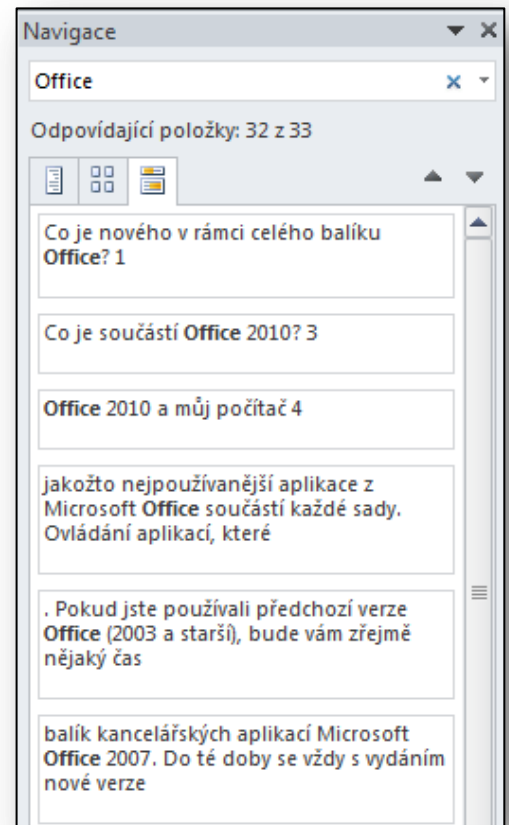 Navigace
Office
Odpovídající položky: 32 z 33
Co je nového v rámci celého balíku
Office? 1
Co je součástí Office 2010? 3
Office 2010 a můj počítač 4
jakožto nejpoužívanější aplikace z
Microsoft Office součástí každé sady.
Ovládání aplikací, které
. Pokud jste používali předchozí verze
Office (2003 a starší), bude vám zřejmě
nějaký čas
balík kancelářských aplikací Microsoft
Office 2007. Do té doby se vždy s vydáním
nové verze